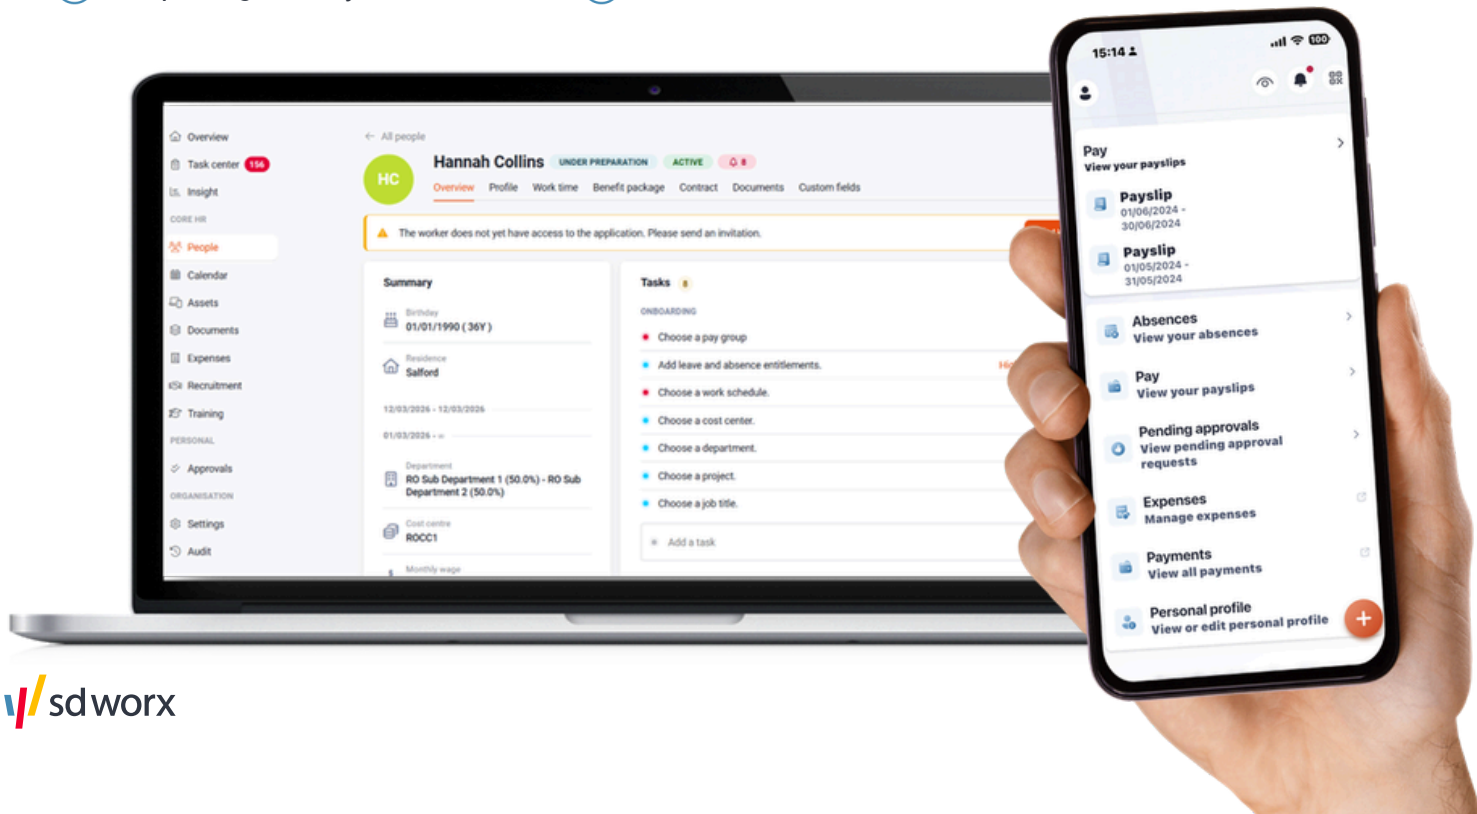 Overview
Task center 156
Insight
CORE HR
People
Calendar
Assets
Documents
Expenses
Recruitment
Training
PERSONAL
Approvals
ORGANISATION
Settings
Audit
← All people
HC
Hannah Collins UNDER PREPARATION ACTIVE 8
Overview Profile Work time Benefit package Contract Documents Custom fields
The worker does not yet have access to the application. Please send an invitation.
Summary
Birthday
01/01/1990 ( 36Y )
Residence
Salford
12/03/2026 - 12/03/2026
01/03/2026 - ∞
Department
RO Sub Department 1 (50.0%) - RO Sub
Department 2 (50.0%)
Cost centre
ROCC1
Monthly wage
Tasks 8
ONBOARDING
Choose a pay group
Add leave and absence entitlements.
Choose a work schedule.
Choose a cost center.
Choose a department.
Choose a project.
Choose a job title.
Add a task
15:14
100
Pay
View your payslips
Payslip
01/06/2024 -
30/06/2024
Payslip
01/05/2024 -
31/05/2024
Absences
View your absences
Pay
View your payslips
Pending approvals
View pending approval
requests
Expenses
Manage expenses
Payments
View all payments
Personal profile
View or edit personal profile
+
sd worx